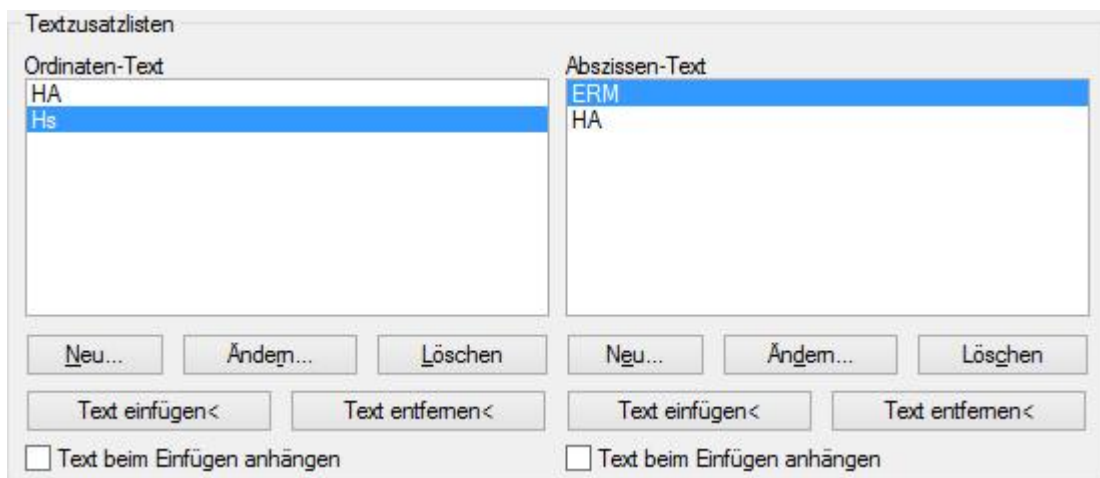 Textzusatzlisten
Ordinaten-Text
HA
Hs
Neu...
Ändern...
Löschen
Text einfügen<
Text entfernen<
Text beim Einfügen anhängen
Abszissen-Text
ERM
HA
Neu...
Ändern...
Löschen
Text einfügen<
Text entfernen<
Text beim Einfügen anhängen